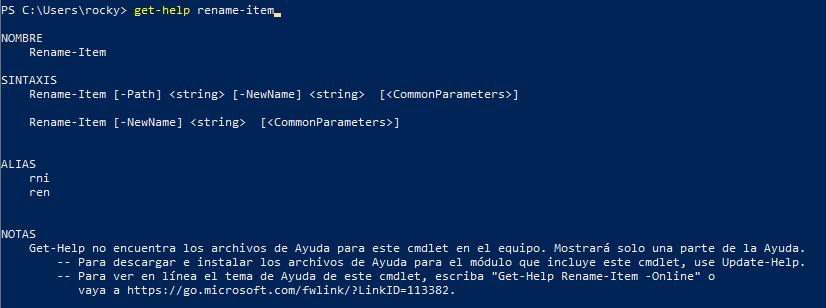 PS C:\Users\rocky> get-help rename-item
NOMBRE
Rename-Item
SINTAXIS
Rename-Item [-Path] <string> [-NewName] <string>  [<CommonParameters>]
Rename-Item [-NewName] <string>  [<CommonParameters>]
ALIAS
rni
ren
NOTAS
Get-Help no encuentra los archivos de Ayuda para este cmdlet en el equipo. Mostrará solo una parte de la Ayuda.
-- Para descargar e instalar los archivos de Ayuda para el módulo que incluye este cmdlet, use Update-Help.
-- Para ver en línea el tema de Ayuda de este cmdlet, escriba "Get-Help Rename-Item -Online" o
vaya a https://go.microsoft.com/fwlink/?LinkID=113382.